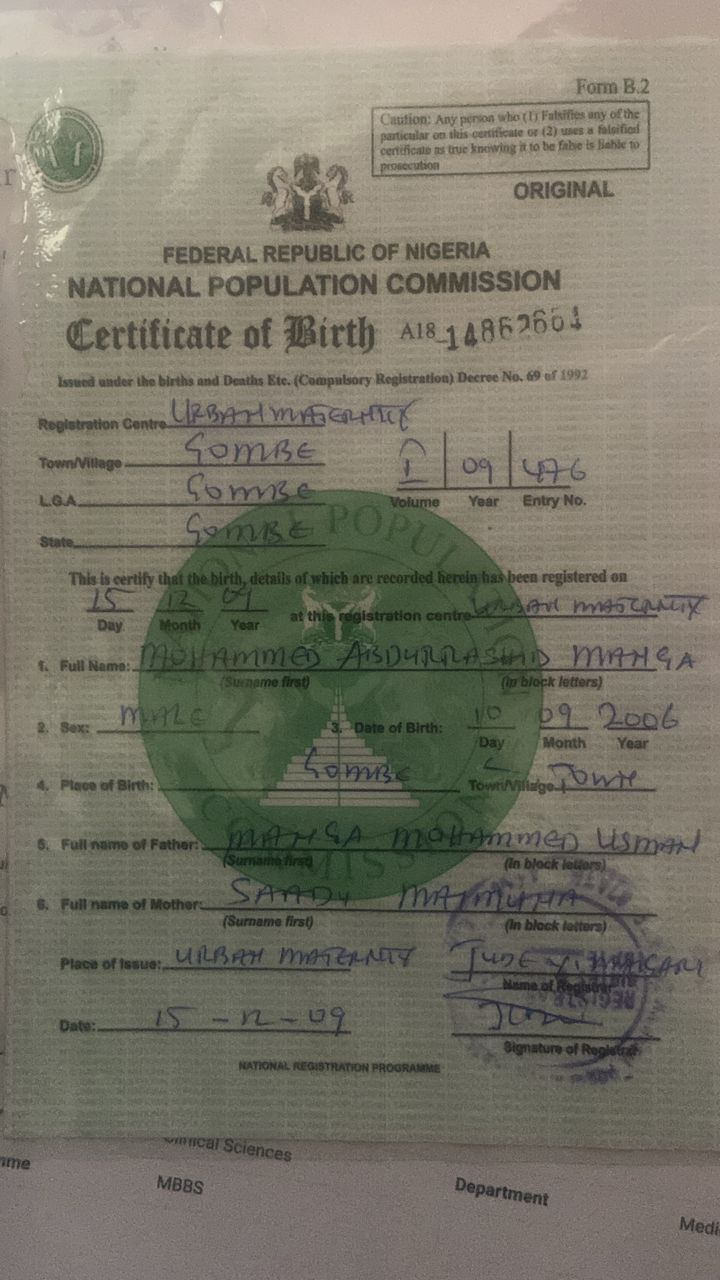 Form B.2
Caution: Any person who (1) Falsifies any of the
particular on this certificate or (2) uses a falsified
certificate as true knowing it to be false is liable to
prosecution
ORIGINAL
FEDERAL REPUBLIC OF NIGERIA
NATIONAL POPULATION COMMISSION
Certificate of Birth A18 14862664
Issued under the births and Deaths Etc. (Compulsory Registration) Decree No. 69 of 1992
Registration Centre URBAN MATERNITY
Town/Village GOMBE
I 09 476
L.G.A GOMBE
Volume Year Entry No.
State GOMBE
This is certify that the birth, details of which are recorded herein has been registered on
15 12 09 at this registration centre URBAN MATERNITY
Day Month Year
1. Full Name: MOHAMMED ABDURRASHID MANGA
(Surname first) (in block letters)
2. Sex: MALE 3. Date of Birth: 10 09 2006
Day Month Year
4. Place of Birth: GOMBE Town/Village TOWN
5. Full name of Father: MANGA MOHAMMED USMAN
(Surname first) (In block letters)
6. Full name of Mother: SAADU MAIMUNA
(Surname first) (In block letters)
Place of Issue: URBAN MATERNITY JUDE Y.
Name of Registrar
Date: 15-12-09
Signature of Registrar
NATIONAL REGISTRATION PROGRAMME
NATIONAL POPULATION COMMISSION
Clinical Sciences
MBBS
Department